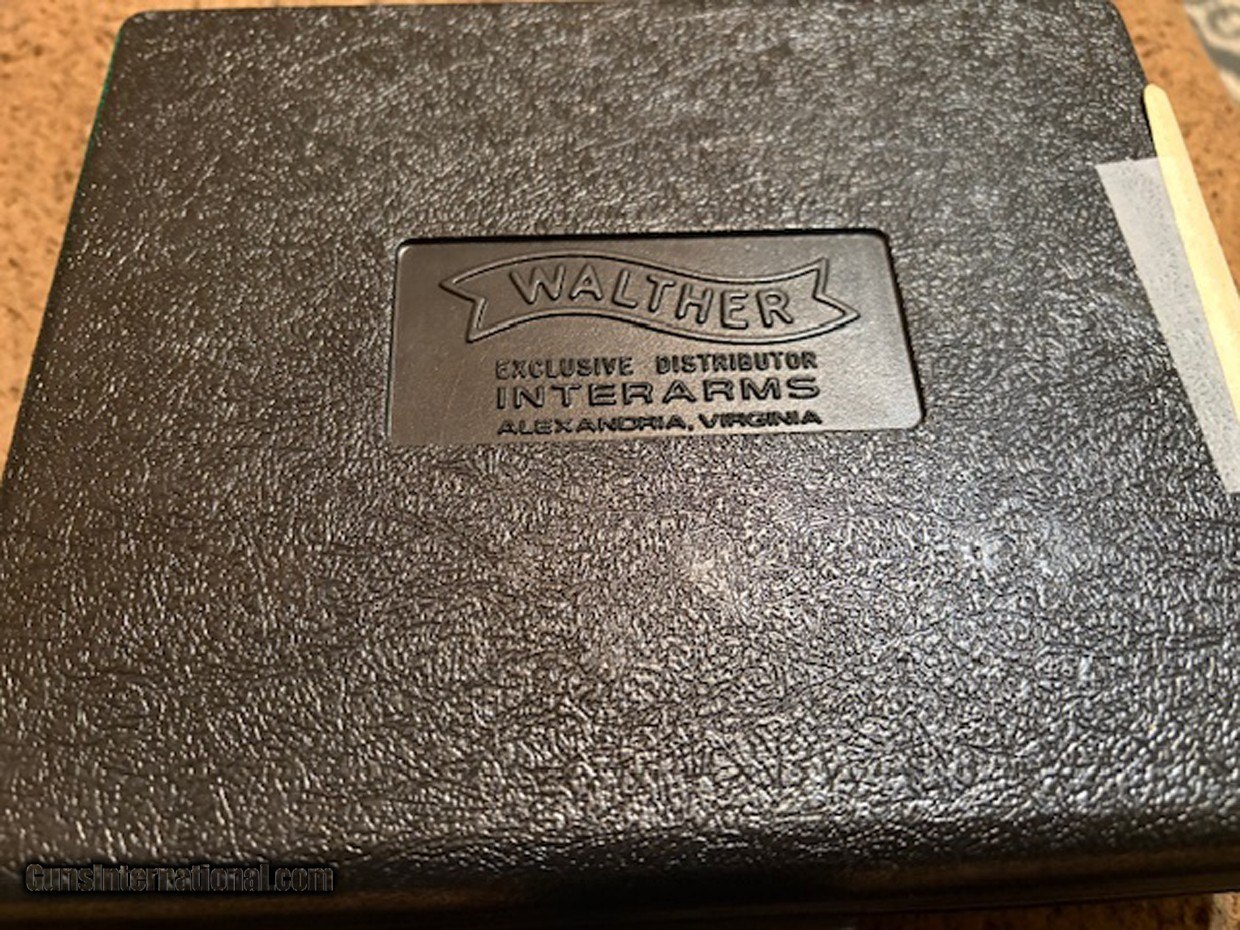 WALTHER
EXCLUSIVE DISTRIBUTOR
INTERARMS
ALEXANDRIA, VIRGINIA
GunsInternational.com